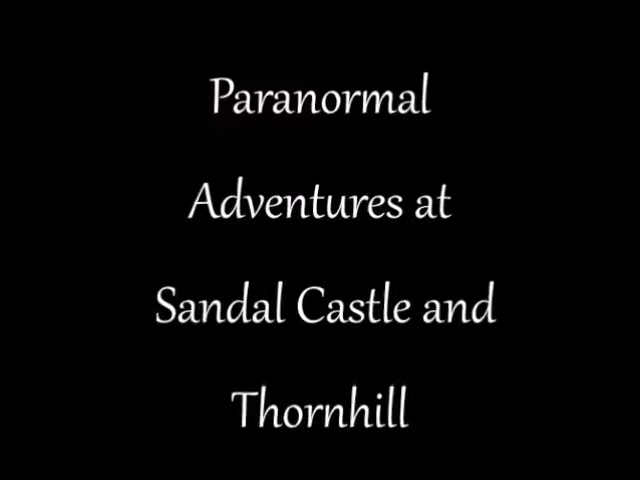 Paranormal
Adventures at
Sandal Castle and
Thornhill